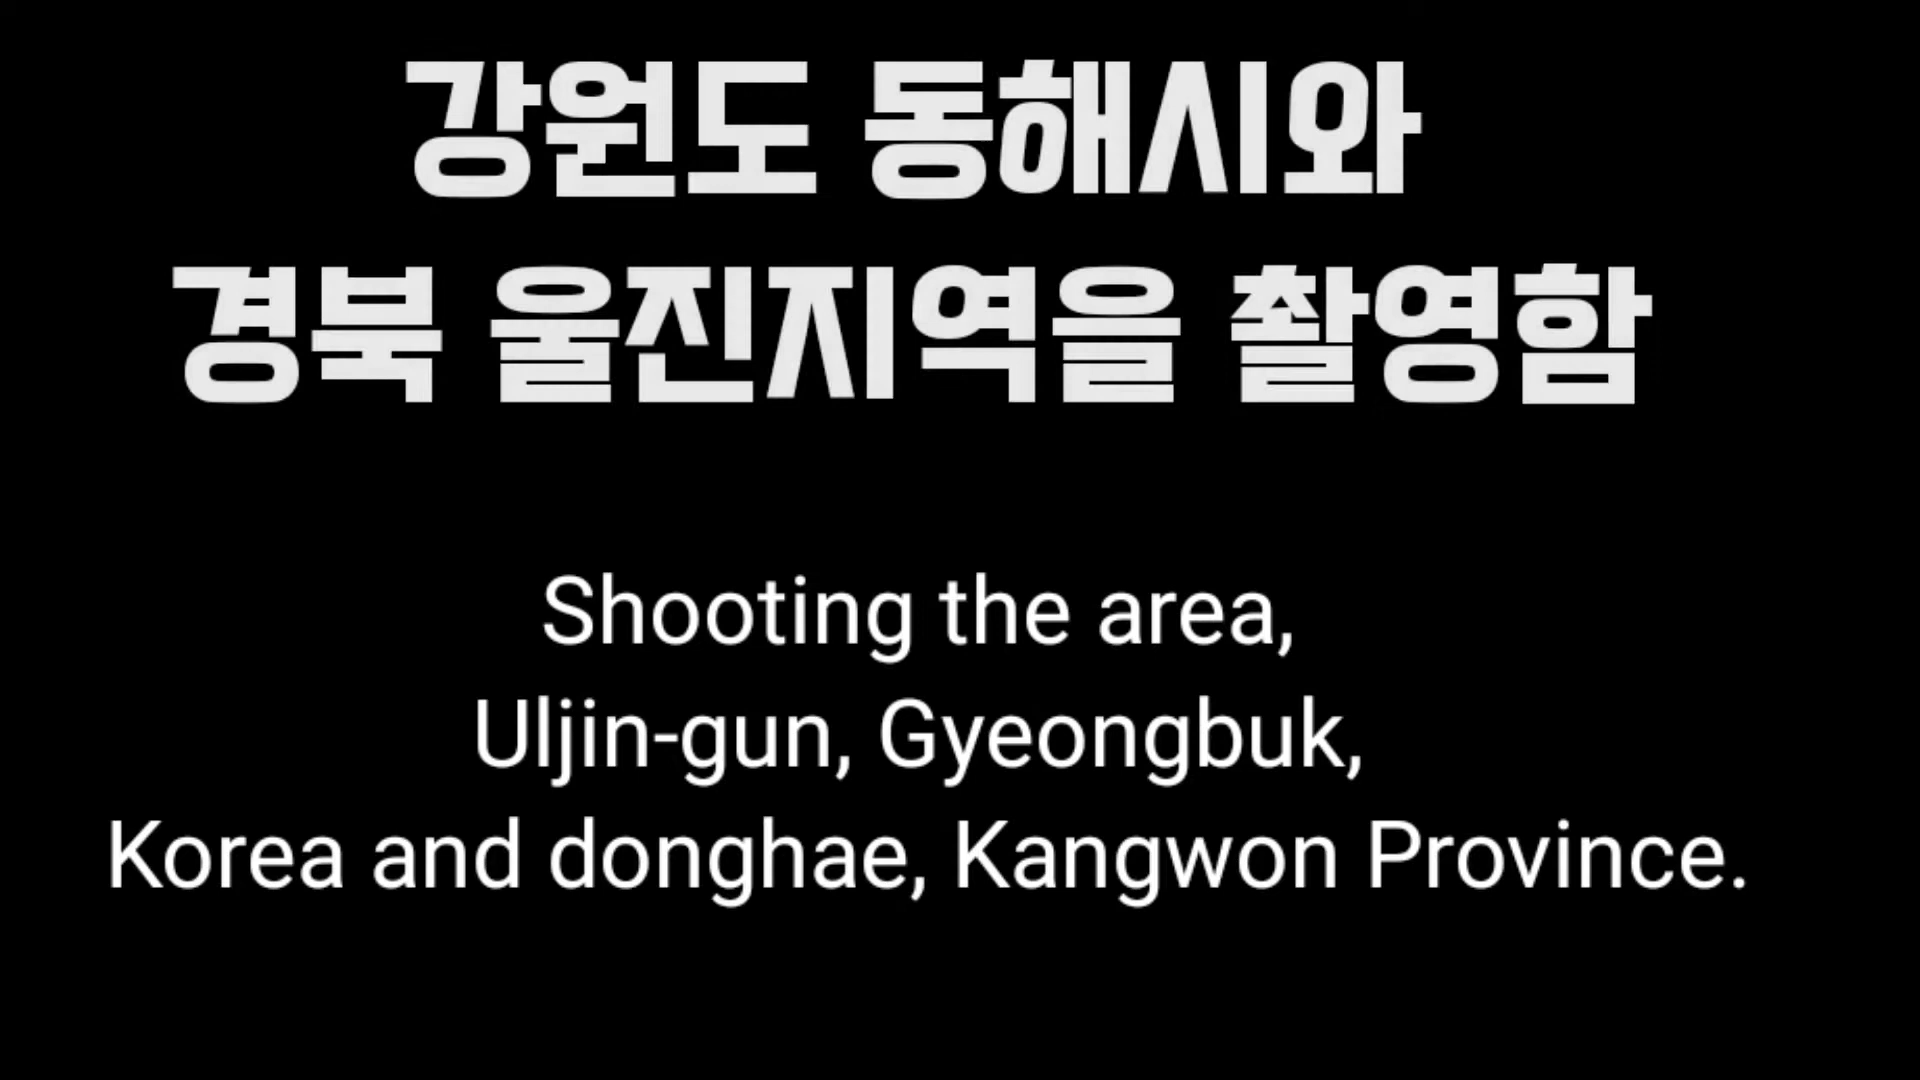 강원도 동해시와
경북 울진지역을 촬영함
Shooting the area,
Uljin-gun, Gyeongbuk,
Korea and donghae, Kangwon Province.